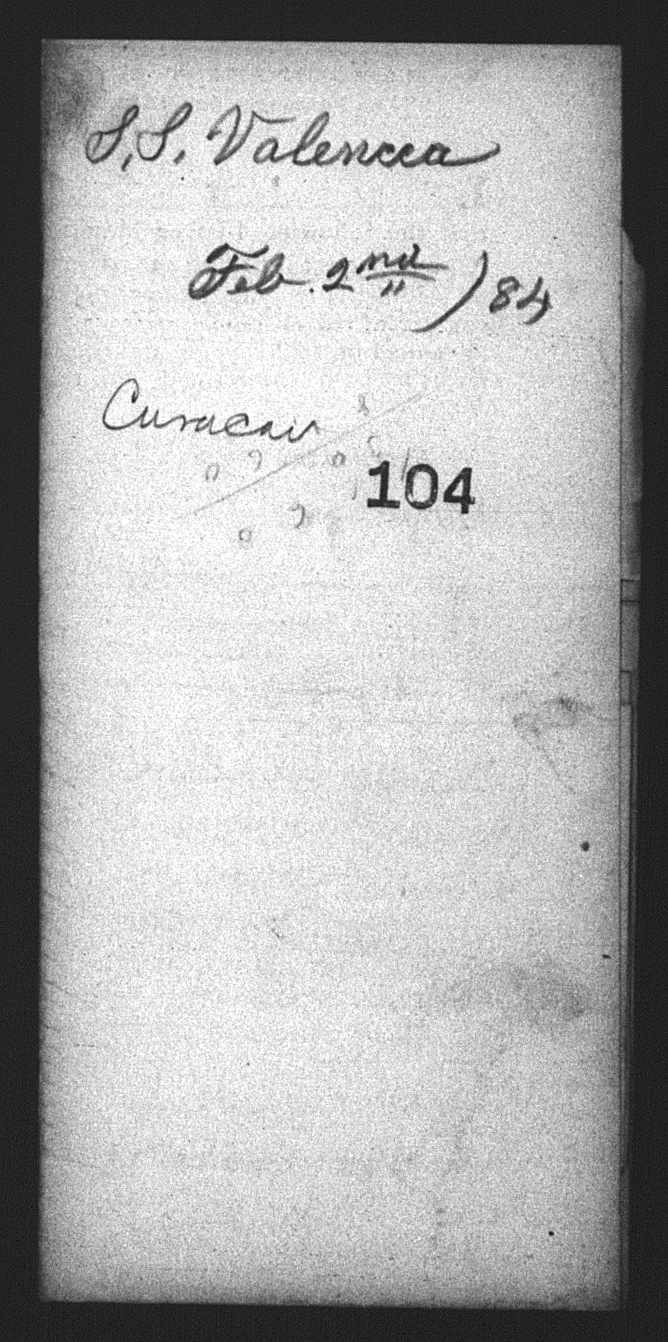 S.S. Valencia
Feb. 2nd / 84
Curacao
104